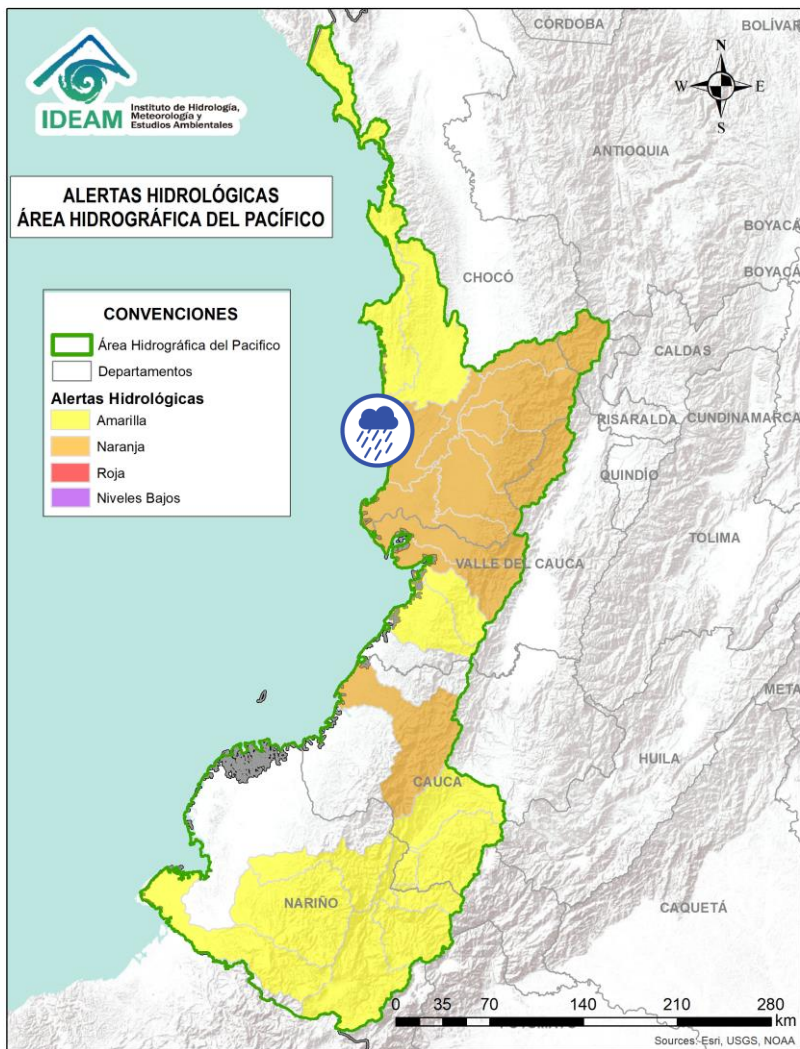 IDEAM
Instituto de Hidrología,
Meteorología y
Estudios Ambientales
CÓRDOBA
BOLÍVAR
N
W
E
S
ANTIOQUIA
ALERTAS HIDROLÓGICAS
ÁREA HIDROGRÁFICA DEL PACÍFICO
BOYACÁ
BOYACÁ
CHOCÓ
CONVENCIONES
Área Hidrográfica del Pacifico
Departamentos
Alertas Hidrológicas
Amarilla
Naranja
Roja
Niveles Bajos
CALDAS
RISARALDA
CUNDINAMARCA
QUINDÍO
TOLIMA
VALLE DEL CAUCA
META
HUILA
CAUCA
NARIÑO
CAQUETÁ
0 35 70 140 210 280
km
Sources: Esri, USGS, NOAA